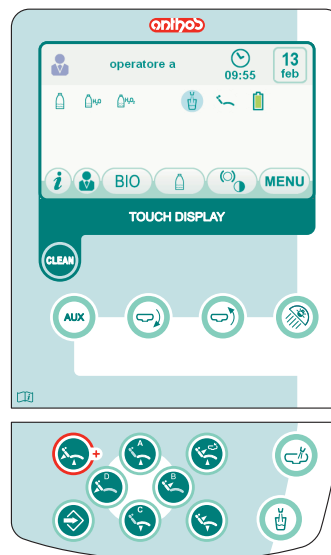 anthos
operatore a
09:55
13
feb
H₂O
H₂O₂
i
BIO
MENU
TOUCH DISPLAY
CLEAN
AUX
A
D
B
C